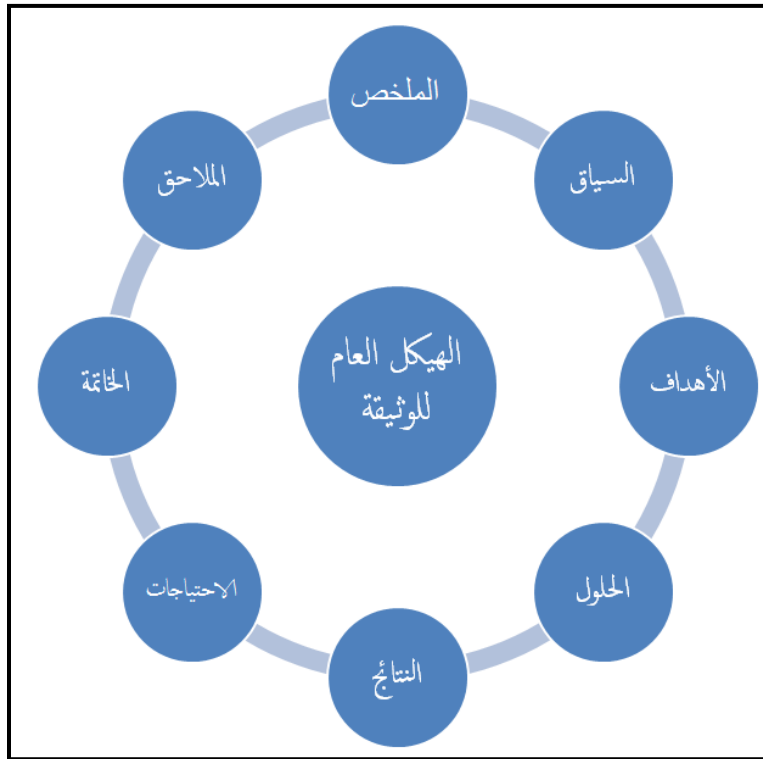 الملخص
السياق
الأهداف
الحلول
النتائج
الاحتياجات
الخاتمة
الملاحق
الهيكل العام
للوثيقة